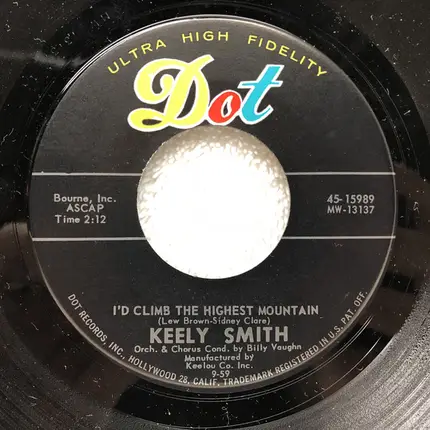 ULTRA HIGH FIDELITY
Dot
Bourne, Inc.
ASCAP
Time 2:12
45-15989
MW-13137
I'D CLIMB THE HIGHEST MOUNTAIN
(Lew Brown-Sidney Clare)
KEELY SMITH
Orch. & Chorus Cond. by Billy Vaughn
Manufactured by
Keelou Co. Inc.
9-59
DOT RECORDS, INC., HOLLYWOOD 28, CALIF. TRADEMARK REGISTERED IN U.S. PAT. OFF.